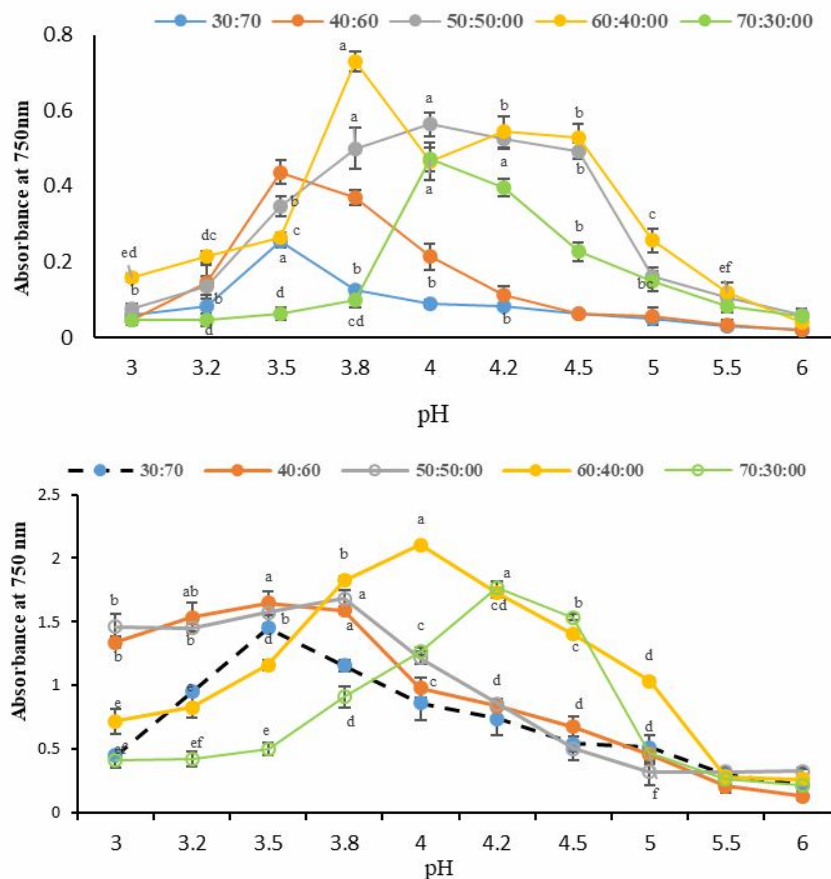 30:70 40:60 50:50:00 60:40:00 70:30:00
0.8
0.6
0.4
0.2
0
Absorbance at 750nm
a
a a b b
b c a a b c
ed dc b a b b bc ef
b b d d cd b b
3 3.2 3.5 3.8 4 4.2 4.5 5 5.5 6
pH
30:70 40:60 50:50:00 60:40:00 70:30:00
2.5
2
1.5
1
0.5
0
Absorbance at 750 nm
a
b a
b ab a a cd b
b b b a c c
d d d
e e c d d
ef ef e d d
f
3 3.2 3.5 3.8 4 4.2 4.5 5 5.5 6
pH